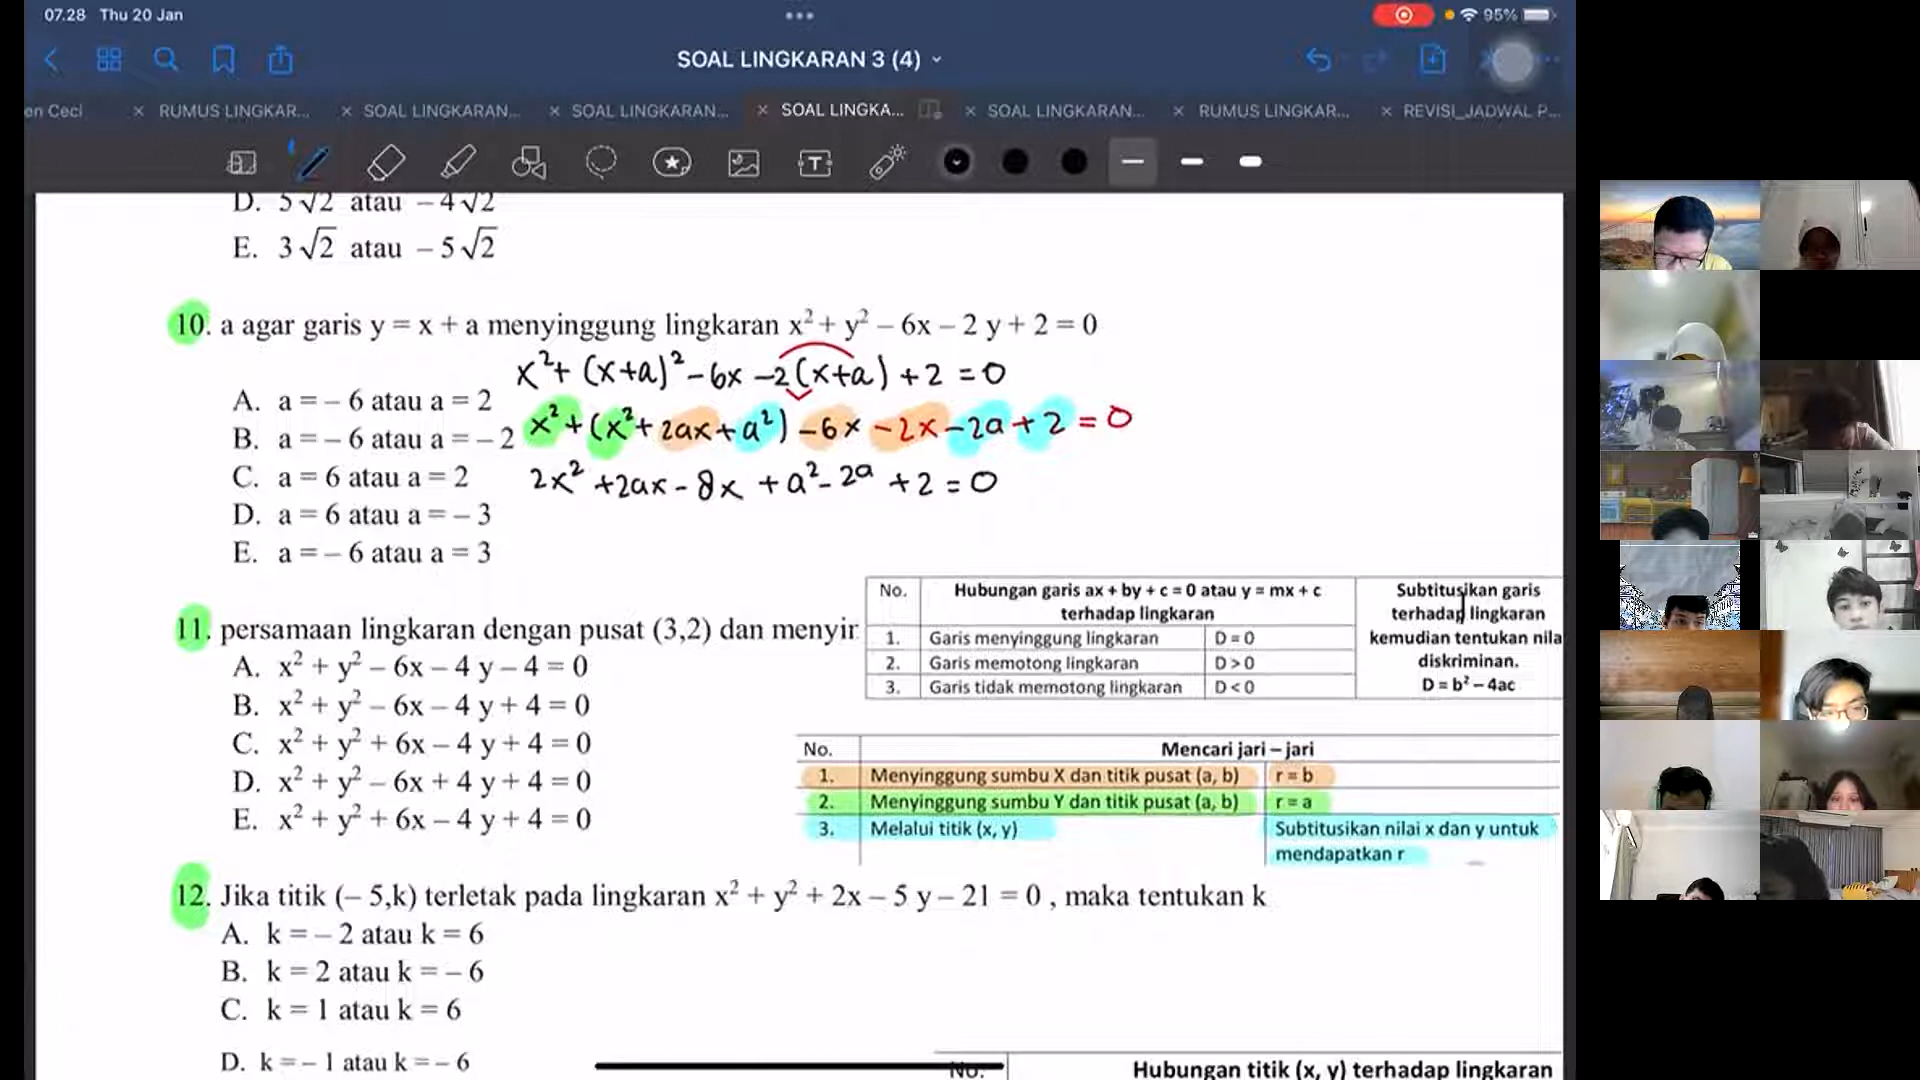 07.28 Thu 20 Jan
95%
SOAL LINGKARAN 3 (4)
en Ceci
RUMUS LINGKAR...
SOAL LINGKARAN...
SOAL LINGKARAN...
SOAL LINGKA...
SOAL LINGKARAN...
RUMUS LINGKAR...
REVISI_JADWAL P...
D. 5√2 atau – 4√2
E. 3√2 atau – 5√2
10. a agar garis y = x + a menyinggung lingkaran x² + y² – 6x – 2 y + 2 = 0
x² + (x+a)² – 6x – 2(x+a) + 2 = 0
A. a = – 6 atau a = 2
x² + (x² + 2ax + a²) – 6x – 2x – 2a + 2 = 0
B. a = – 6 atau a = – 2
C. a = 6 atau a = 2
2x² + 2ax – 8x + a² – 2a + 2 = 0
D. a = 6 atau a = – 3
E. a = – 6 atau a = 3
11. persamaan lingkaran dengan pusat (3,2) dan menyir
A. x² + y² – 6x – 4 y – 4 = 0
B. x² + y² – 6x – 4 y + 4 = 0
C. x² + y² + 6x – 4 y + 4 = 0
D. x² + y² – 6x + 4 y + 4 = 0
E. x² + y² + 6x – 4 y + 4 = 0
No. Hubungan garis ax + by + c = 0 atau y = mx + c
terhadap lingkaran
1. Garis menyinggung lingkaran D = 0
2. Garis memotong lingkaran D > 0
3. Garis tidak memotong lingkaran D < 0
Subtitusikan garis
terhadap lingkaran
kemudian tentukan nila
diskriminan.
D = b² – 4ac
No. Mencari jari – jari
1. Menyinggung sumbu X dan titik pusat (a, b) r = b
2. Menyinggung sumbu Y dan titik pusat (a, b) r = a
3. Melalui titik (x, y) Subtitusikan nilai x dan y untuk
mendapatkan r
12. Jika titik (– 5,k) terletak pada lingkaran x² + y² + 2x – 5 y – 21 = 0 , maka tentukan k
A. k = – 2 atau k = 6
B. k = 2 atau k = – 6
C. k = 1 atau k = 6
D. k = – 1 atau k = – 6
No. Hubungan titik (x, y) terhadap lingkaran